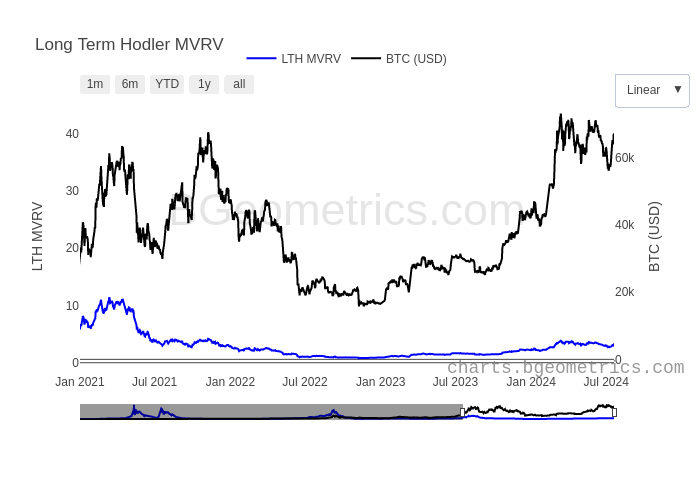 Long Term Hodler MVRV
LTH MVRV BTC (USD)
1m 6m YTD 1y all
Linear ▼
BGeometrics.com
LTH MVRV
40
30
20
10
0
BTC (USD)
60k
40k
20k
0
Jan 2021 Jul 2021 Jan 2022 Jul 2022 Jan 2023 Jul 2023 Jan 2024 Jul 2024
charts.bgeometrics.com